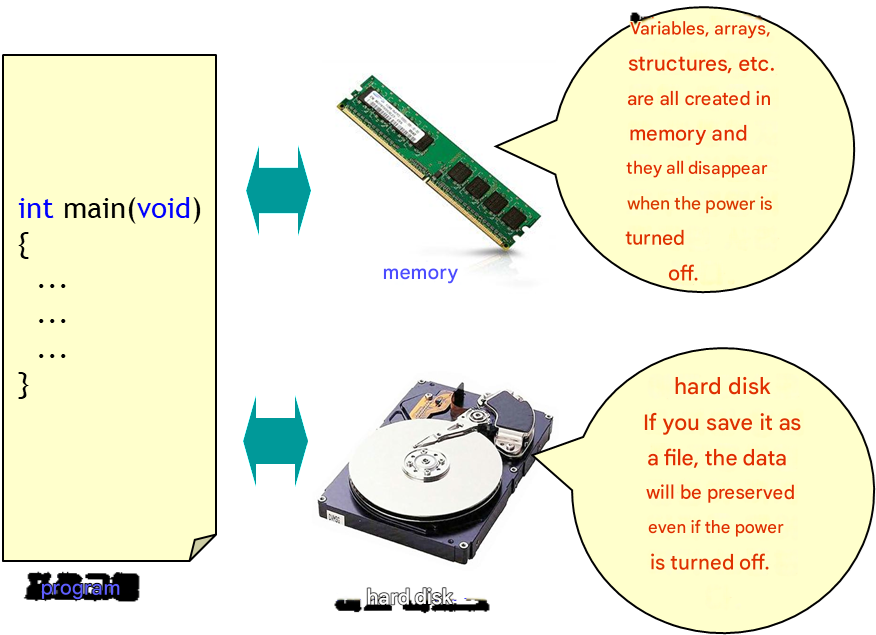 int main(void)
{
...
...
...
}
program
memory
Variables, arrays,
structures, etc.
are all created in
memory and
they all disappear
when the power is
turned
off.
hard disk
hard disk
If you save it as
a file, the data
will be preserved
even if the power
is turned off.